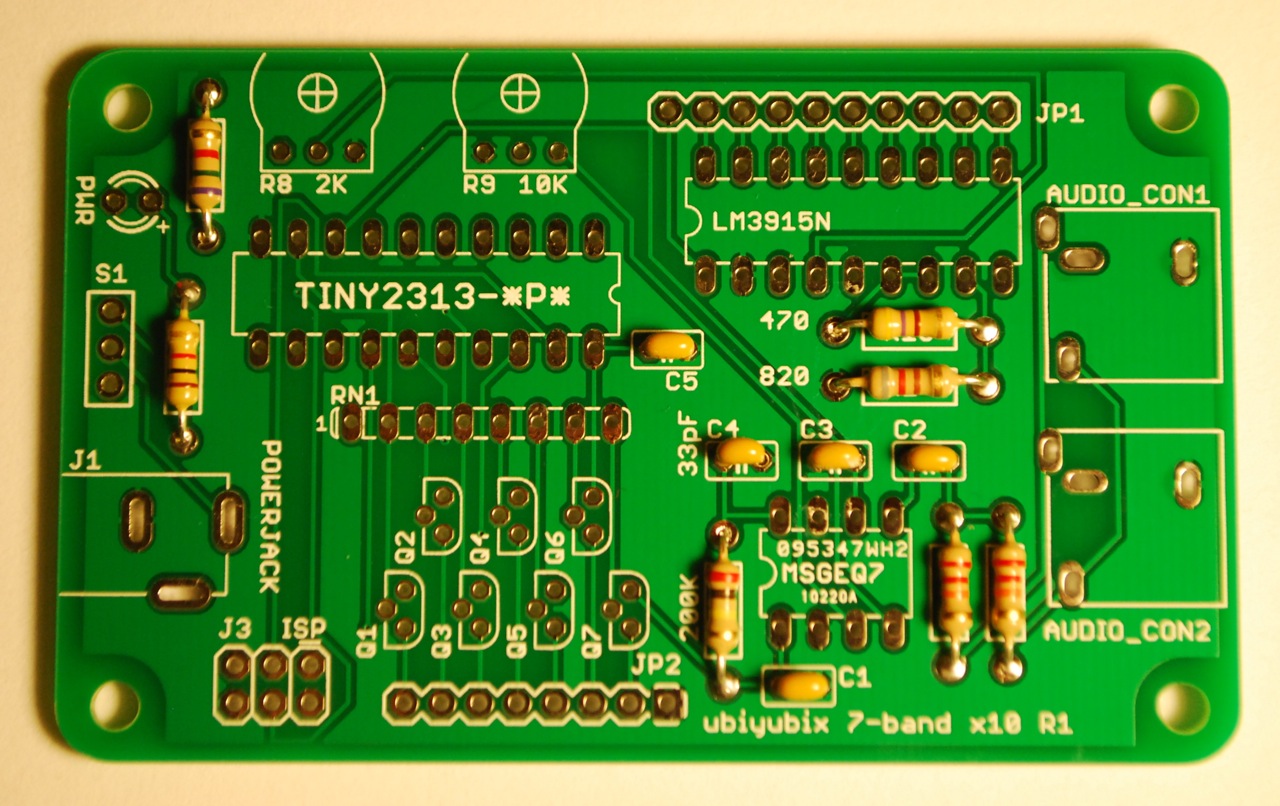 R8 2K
R9 10K
JP1
PWR
+
LM3915N
AUDIO_CON1
S1
TINY2313-*P*
470
820
C5
RN1
1
33pF
C4
C3
C2
J1
POWERJACK
Q2
Q4
Q6
095347WH2
MSGEQ7
10220A
200K
Q1
Q3
Q5
Q7
J3
ISP
AUDIO_CON2
JP2
C1
ubiyubix 7-band x10 R1